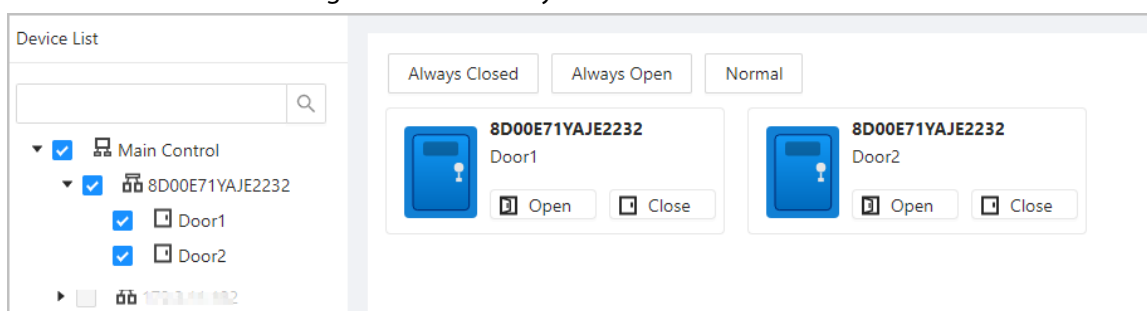 Device List
Always Closed Always Open Normal
8D00E71YAJE2232 8D00E71YAJE2232
Door1 Door2
Open Close Open Close
Main Control
8D00E71YAJE2232
Door1
Door2